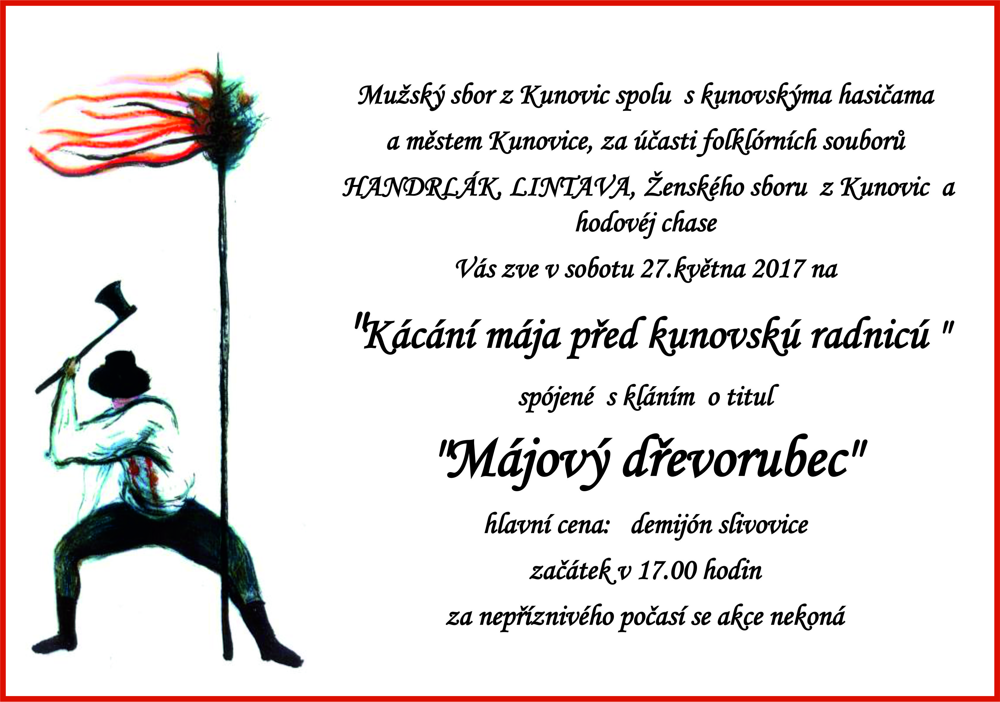 Mužský sbor z Kunovic spolu s kunovskýma hasičama
a městem Kunovice, za účasti folklórních souborů
HANDRLÁK, LINTAVA, Ženského sboru z Kunovic a
hodovéj chase
Vás zve v sobotu 27.května 2017 na
"Kácání mája před kunovskú radnicú "
spójené s kláním o titul
"Májový dřevorubec"
hlavní cena: demijón slivovice
začátek v 17.00 hodin
za nepříznivého počasí se akce nekoná